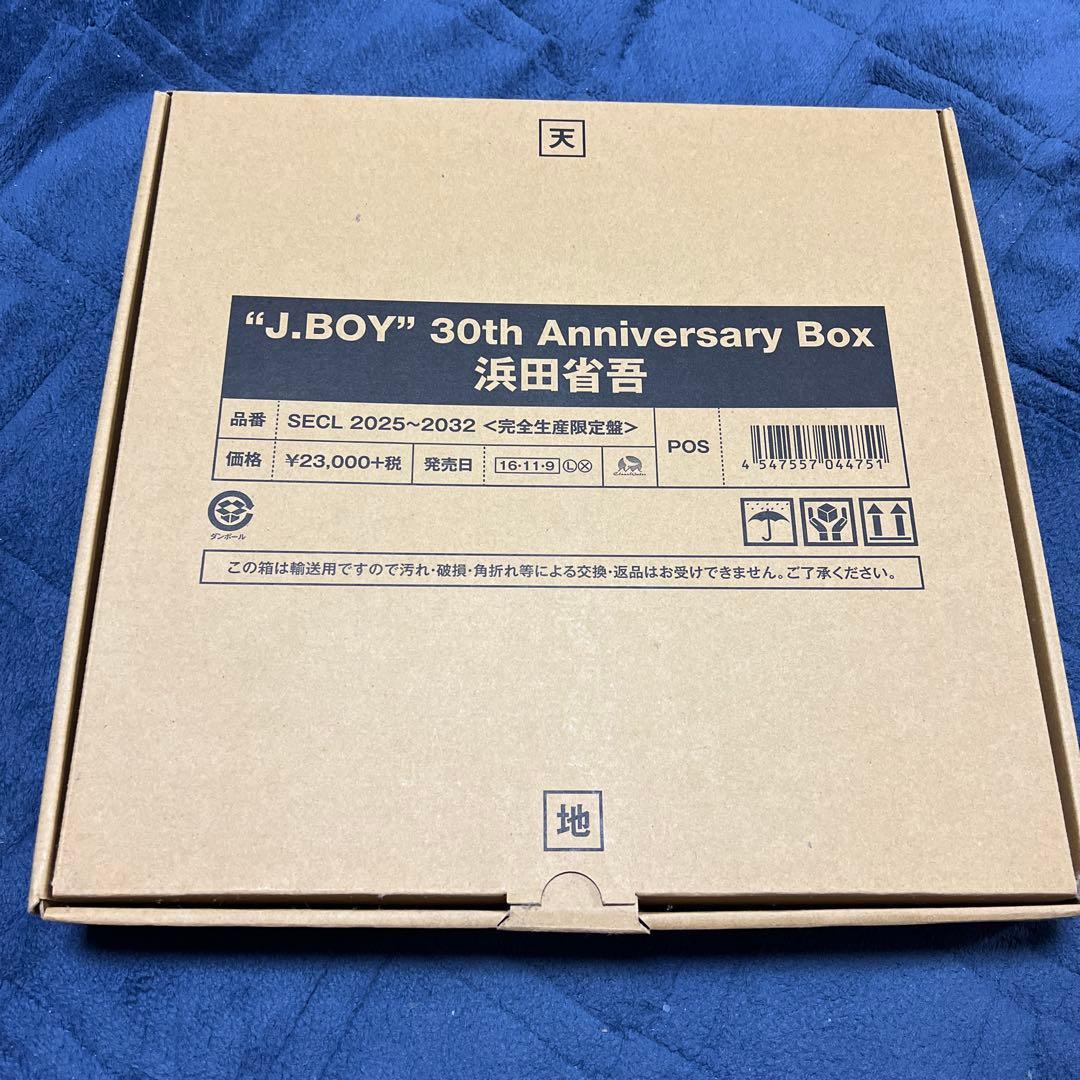 天
“J.BOY” 30th Anniversary Box
浜田省吾
品番 SECL 2025~2032 <完全生産限定盤>
価格 ¥23,000+税 発売日 16・11・9 Ⓛ Ⓧ
POS
4 547557 044751
ダンボール
この箱は輸送用ですので汚れ・破損・角折れ等による交換・返品はお受けできません。ご了承ください。
地